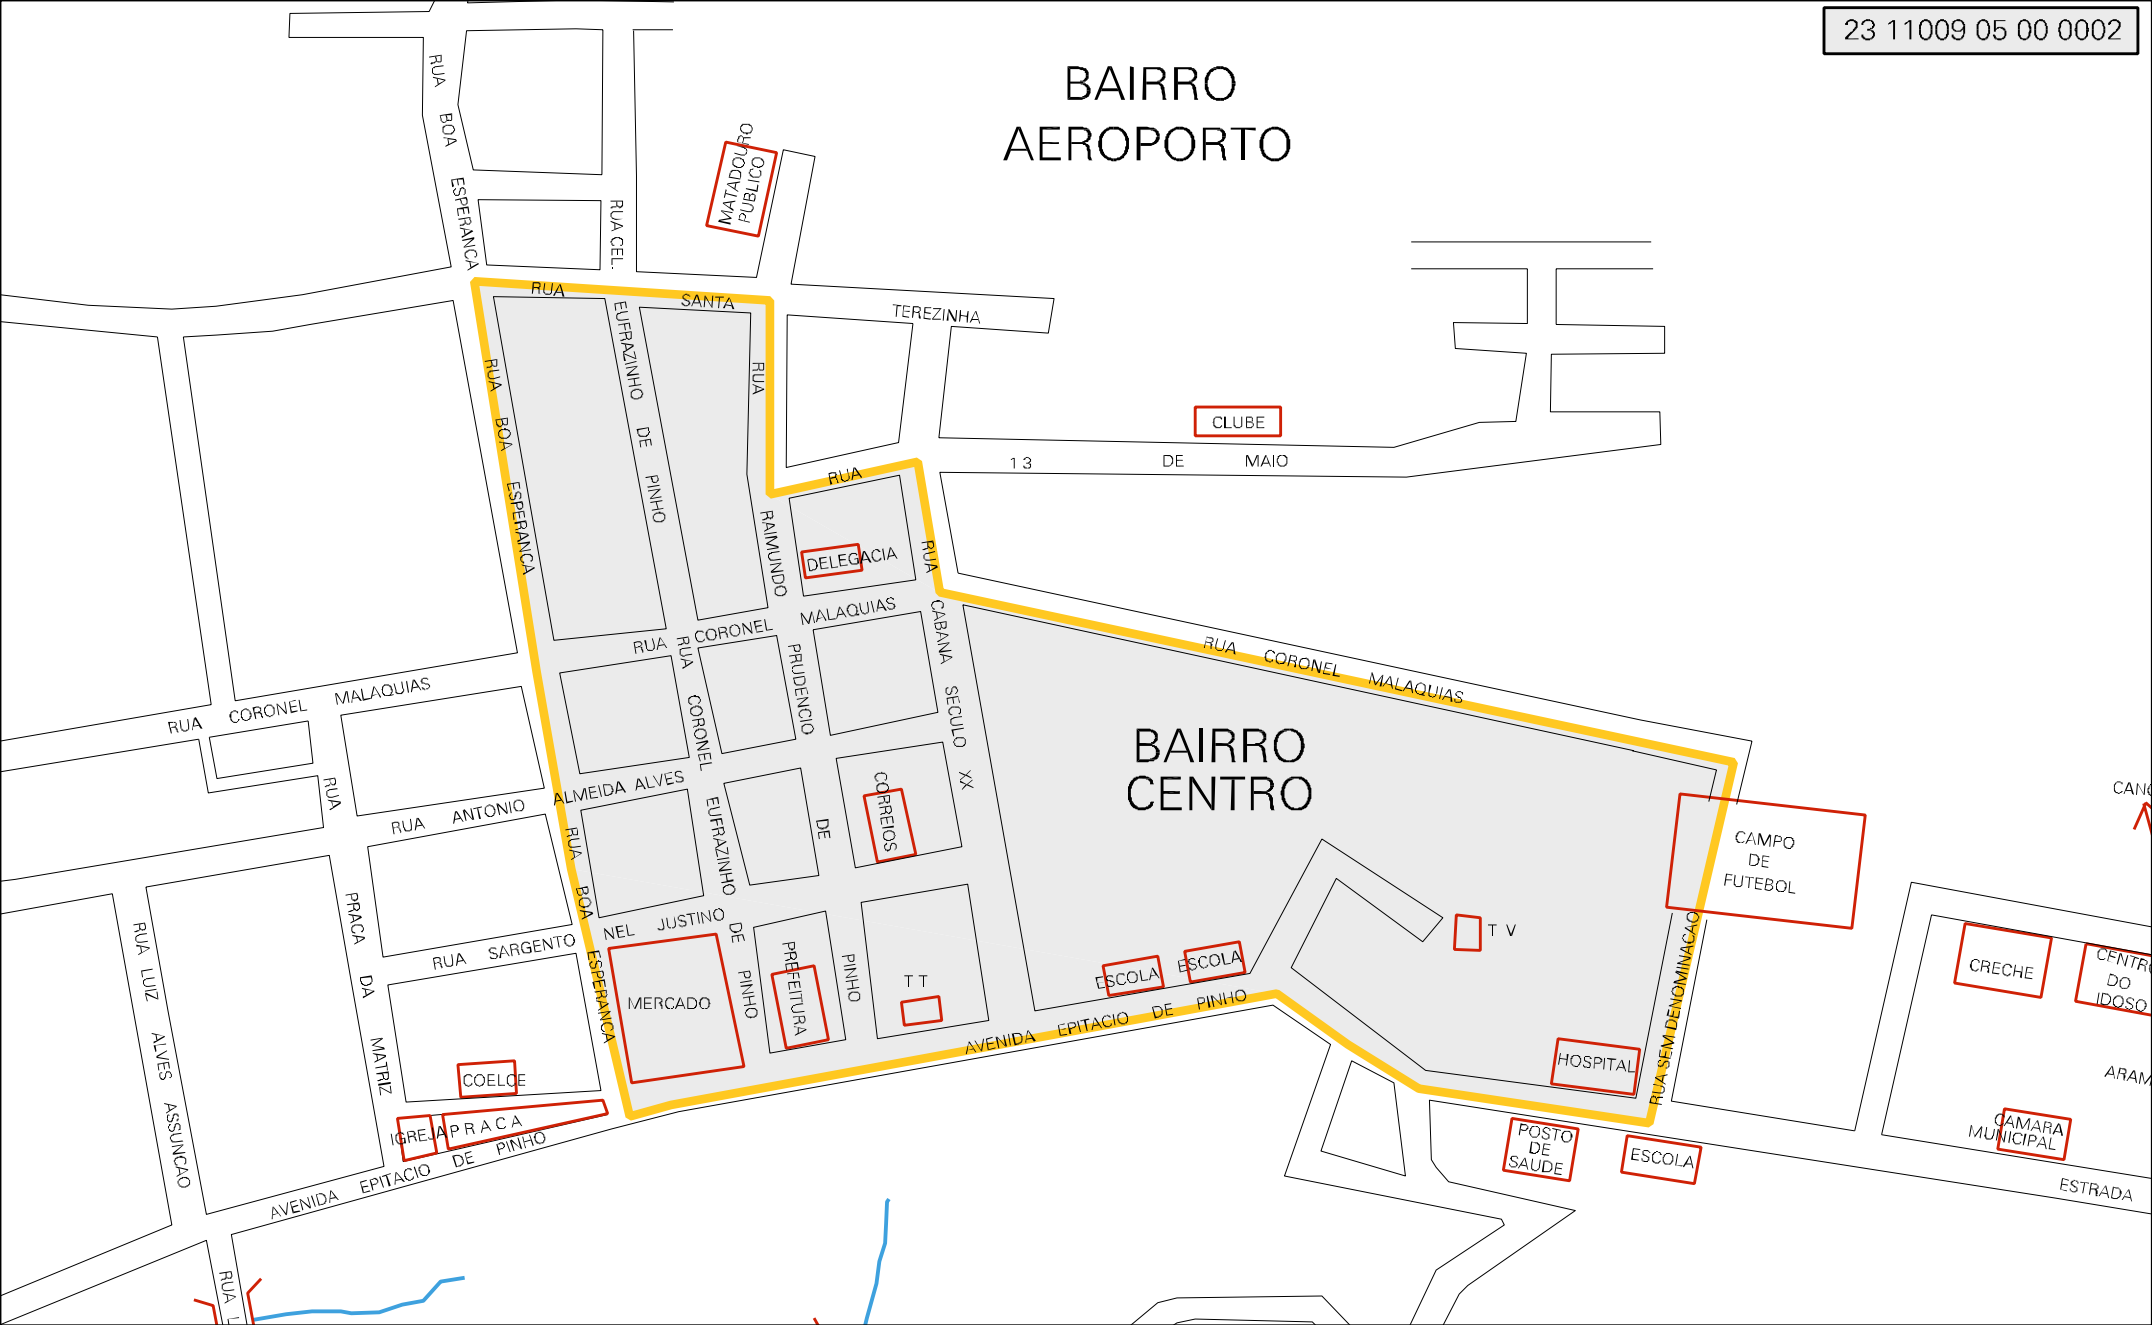 23 11009 05 00 0002
BAIRRO
AEROPORTO
RUA BOA ESPERANCA
RUA CEL.
EUFRAZINHO DE PINHO
MATADOURO
PUBLICO
RUA SANTA TEREZINHA
RUA BOA ESPERANCA
RUA RAIMUNDO PRUDENCIO DE PINHO
CLUBE
RUA 13 DE MAIO
DELEGACIA
RUA CABANA SECULO XX
RUA CORONEL MALAQUIAS
RUA CORONEL MALAQUIAS
RUA CORONEL MALAQUIAS
RUA CORONEL EUFRAZINHO DE PINHO
BAIRRO
CENTRO
RUA ANTONIO ALMEIDA ALVES
CORREIOS
RUA BOA ESPERANCA
CAMPO
DE
FUTEBOL
RUA PRACA DA MATRIZ
RUA LUIZ ALVES ASSUNCAO
RUA SARGENTO
NEL JUSTINO
MERCADO
PREFEITURA
T T
ESCOLA
ESCOLA
T V
HOSPITAL
RUA SEM DENOMINACAO
CRECHE
CENTRO
DO
IDOSO
COELCE
IGREJA
PRACA
AVENIDA EPITACIO DE PINHO
AVENIDA EPITACIO DE PINHO
POSTO
DE
SAUDE
ESCOLA
CAMARA
MUNICIPAL
ESTRADA
RUA